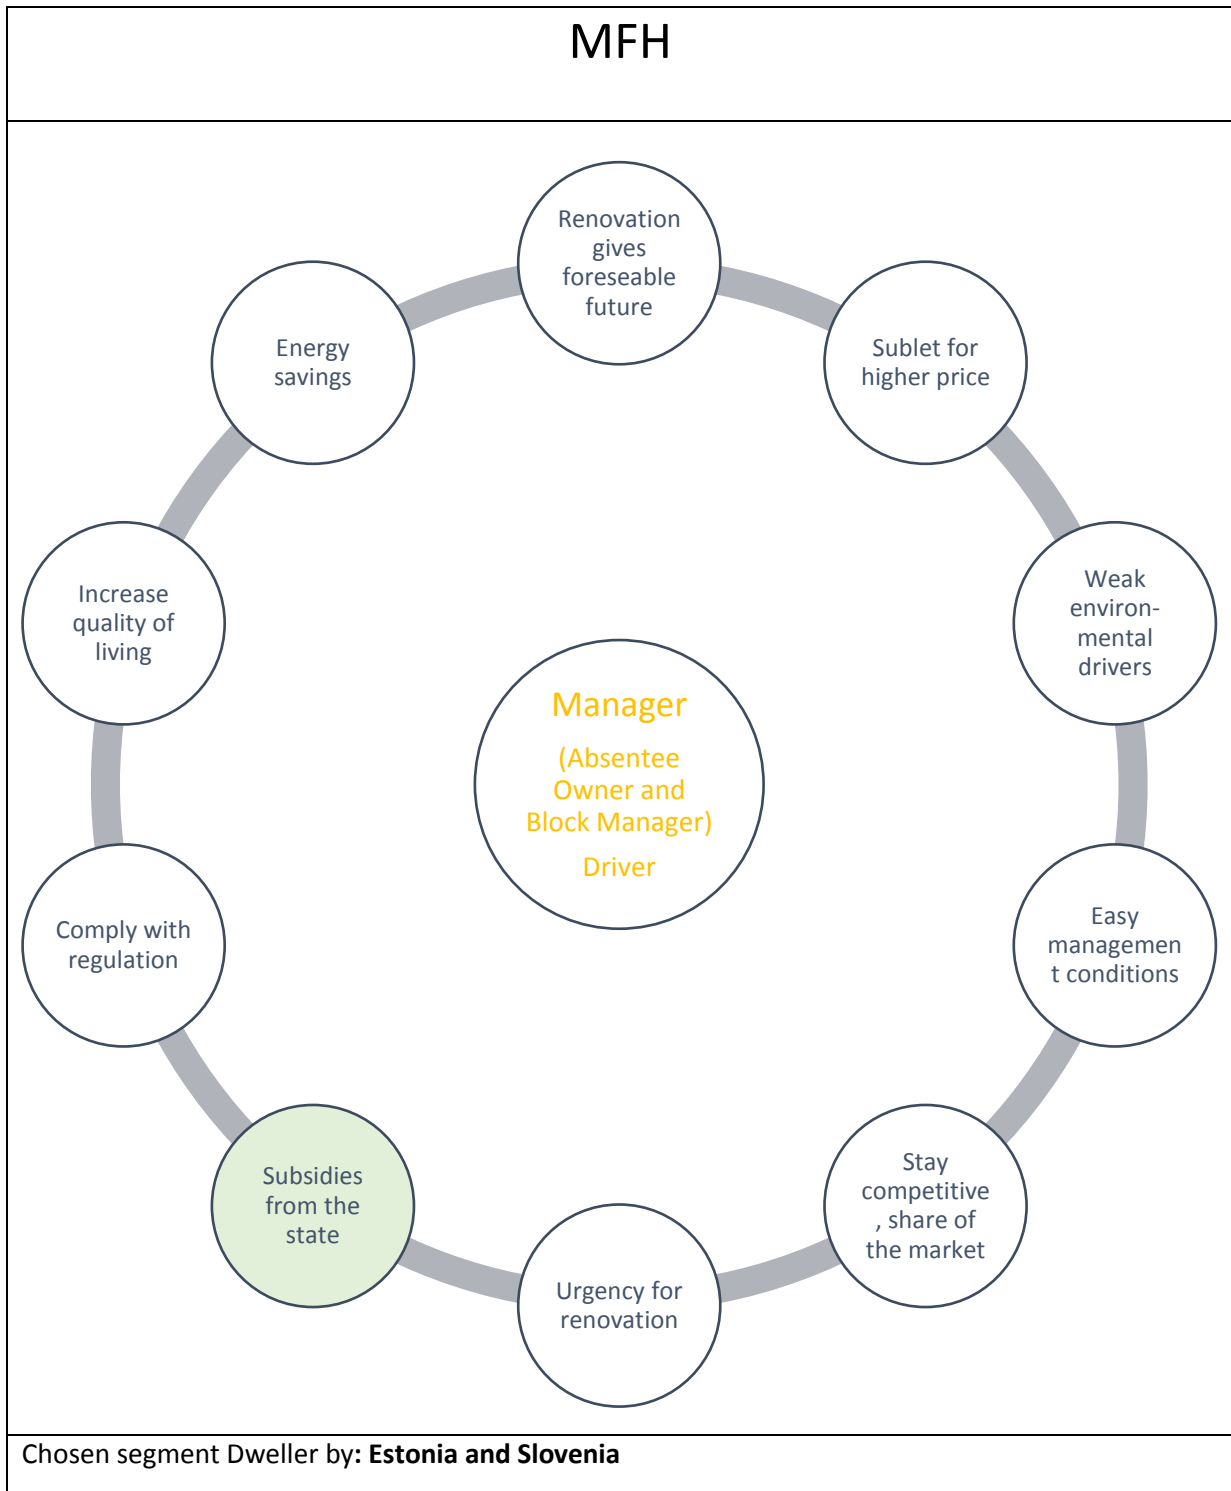 MFH
Renovation
gives
foreseable
future
Sublet for
higher price
Weak
environ-
mental
drivers
Easy
managemen
t conditions
Stay
competitive
, share of
the market
Urgency for
renovation
Subsidies
from the
state
Comply with
regulation
Increase
quality of
living
Energy
savings
Manager
(Absentee
Owner and
Block Manager)
Driver
Chosen segment Dweller by: Estonia and Slovenia